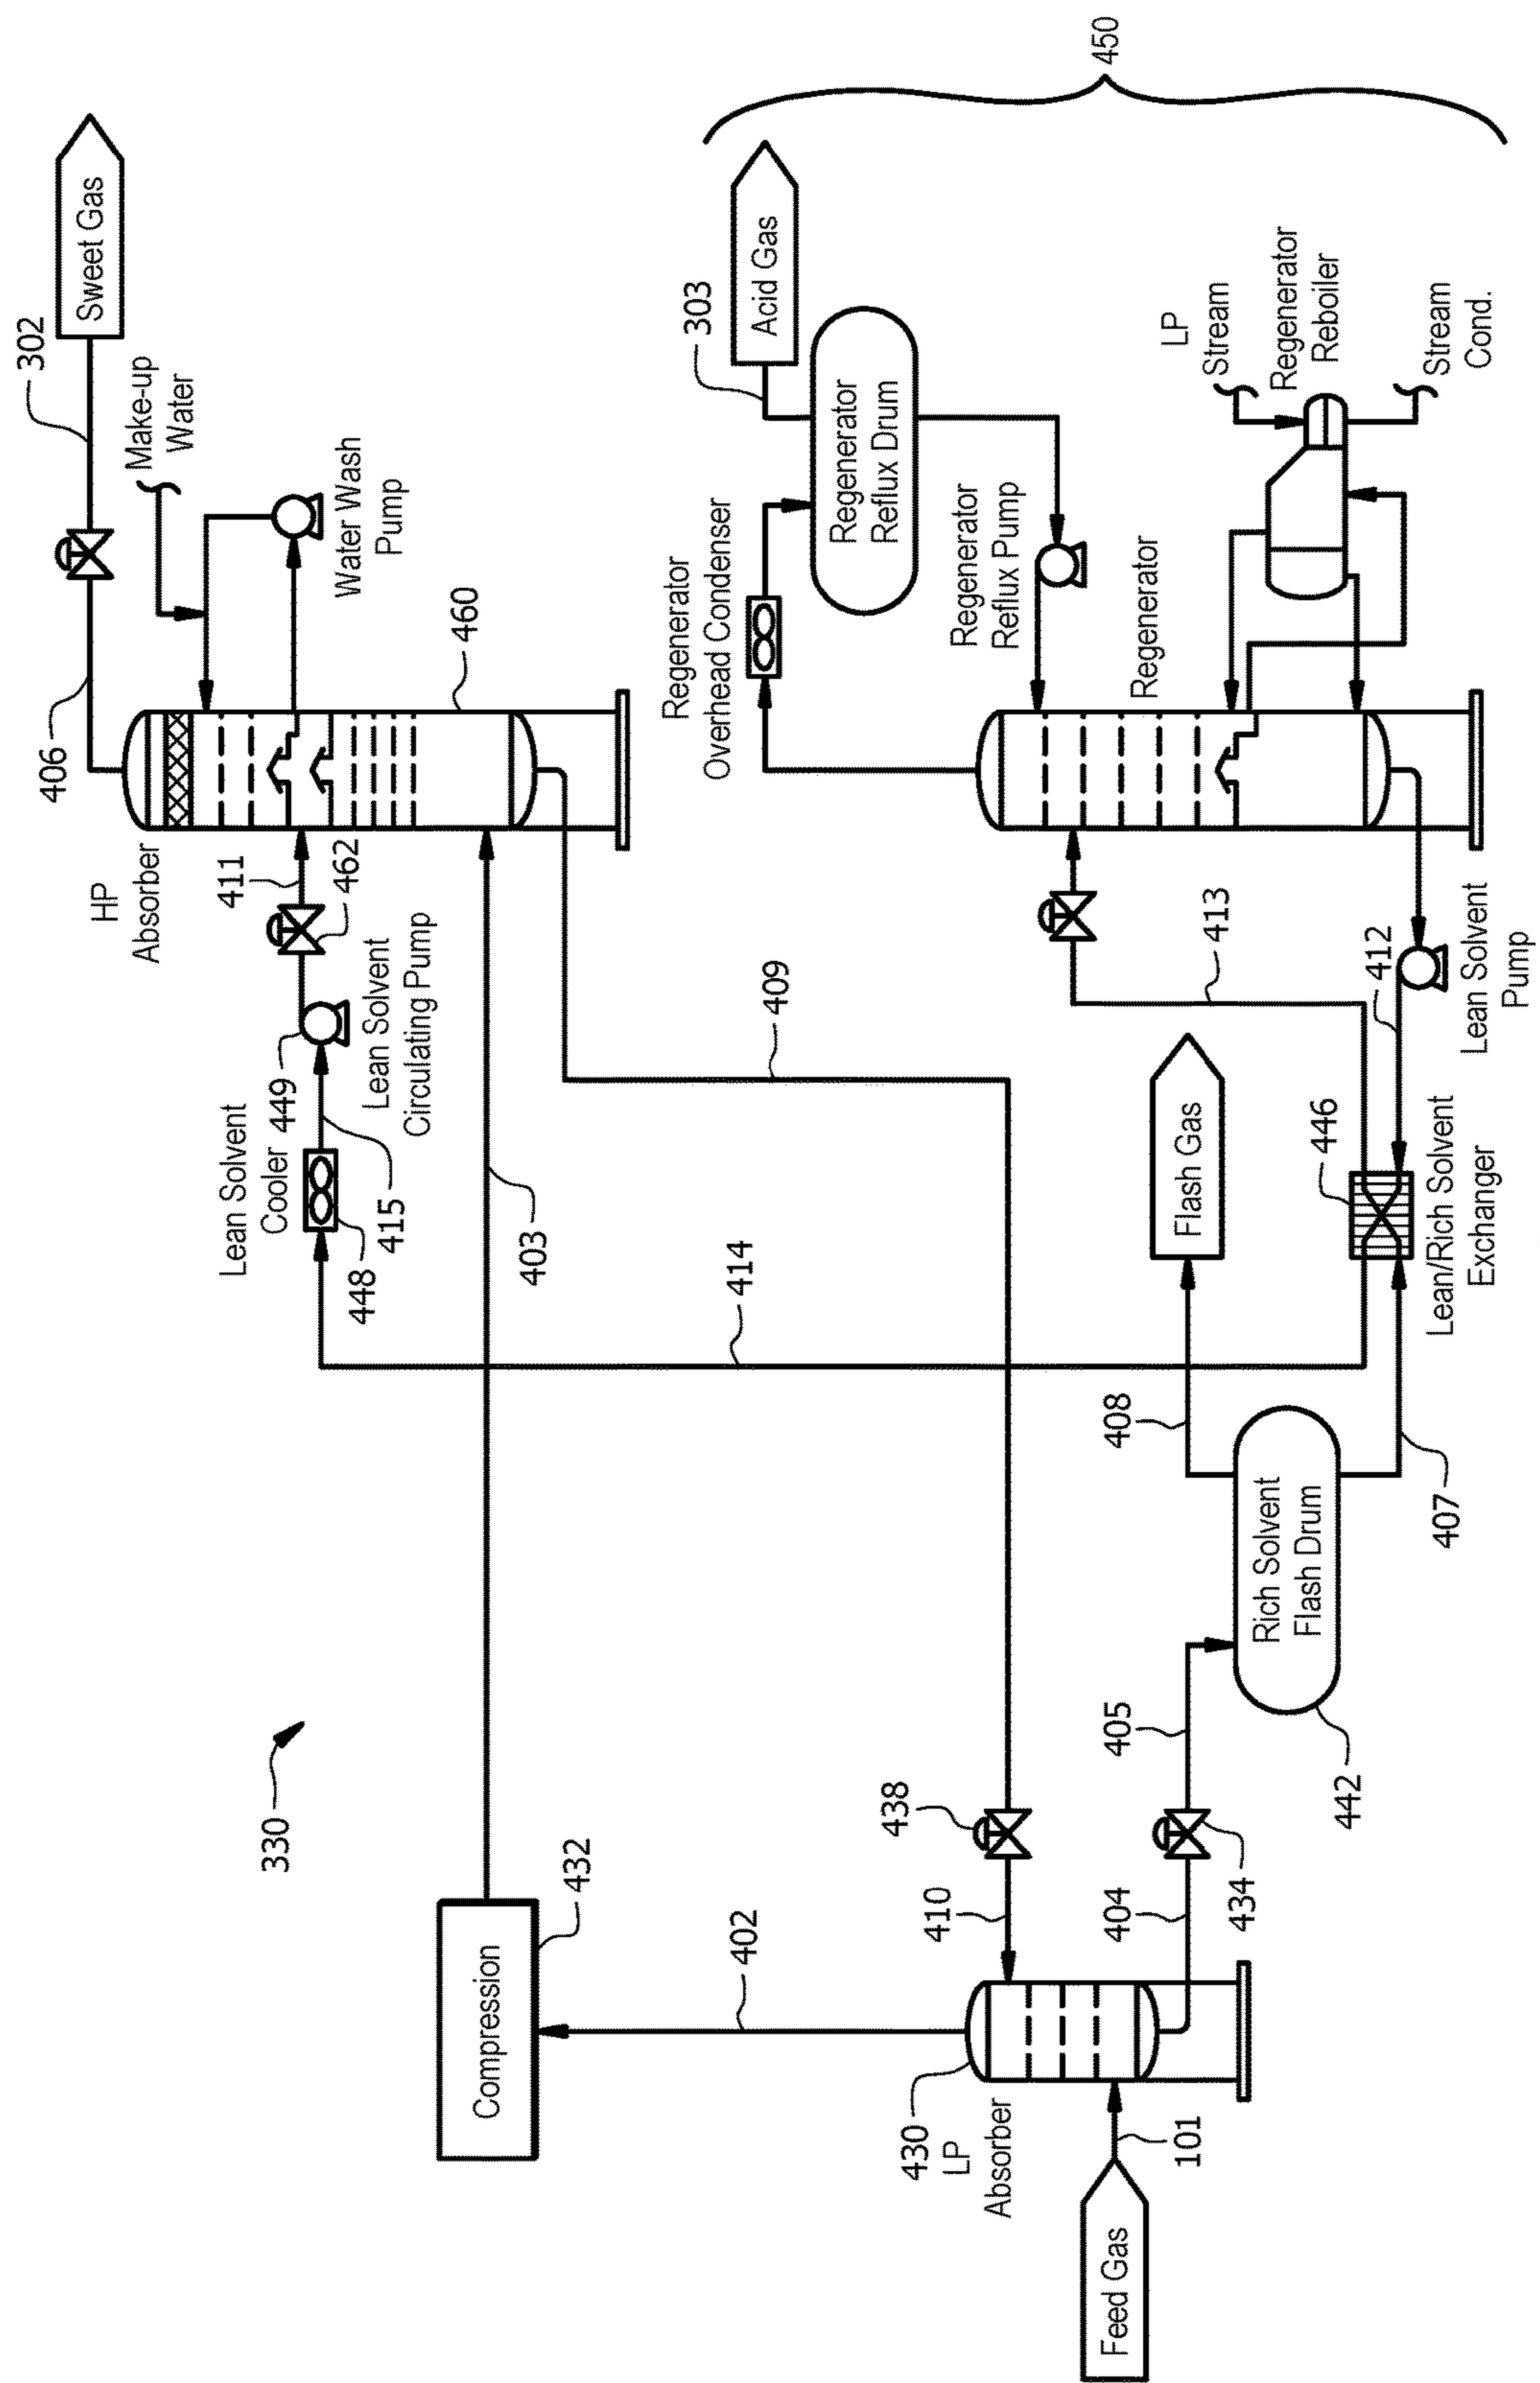 330
Sweet Gas
302
406
Make-up
Water
Water Wash
Pump
HP
Absorber
411
462
460
Lean Solvent
Cooler
449
448
415
Lean Solvent
Circulating Pump
Compression
432
403
402
414
409
Regenerator
Overhead Condenser
303
Acid Gas
Regenerator
Reflux Drum
Regenerator
Reflux Pump
450
430
LP
Absorber
410
438
404
434
405
408
Flash Gas
413
Regenerator
LP
Stream
Regenerator
Reboiler
Stream
Cond.
Feed Gas
101
Rich Solvent
Flash Drum
442
407
446
Lean/Rich Solvent
Exchanger
412
Lean Solvent
Pump